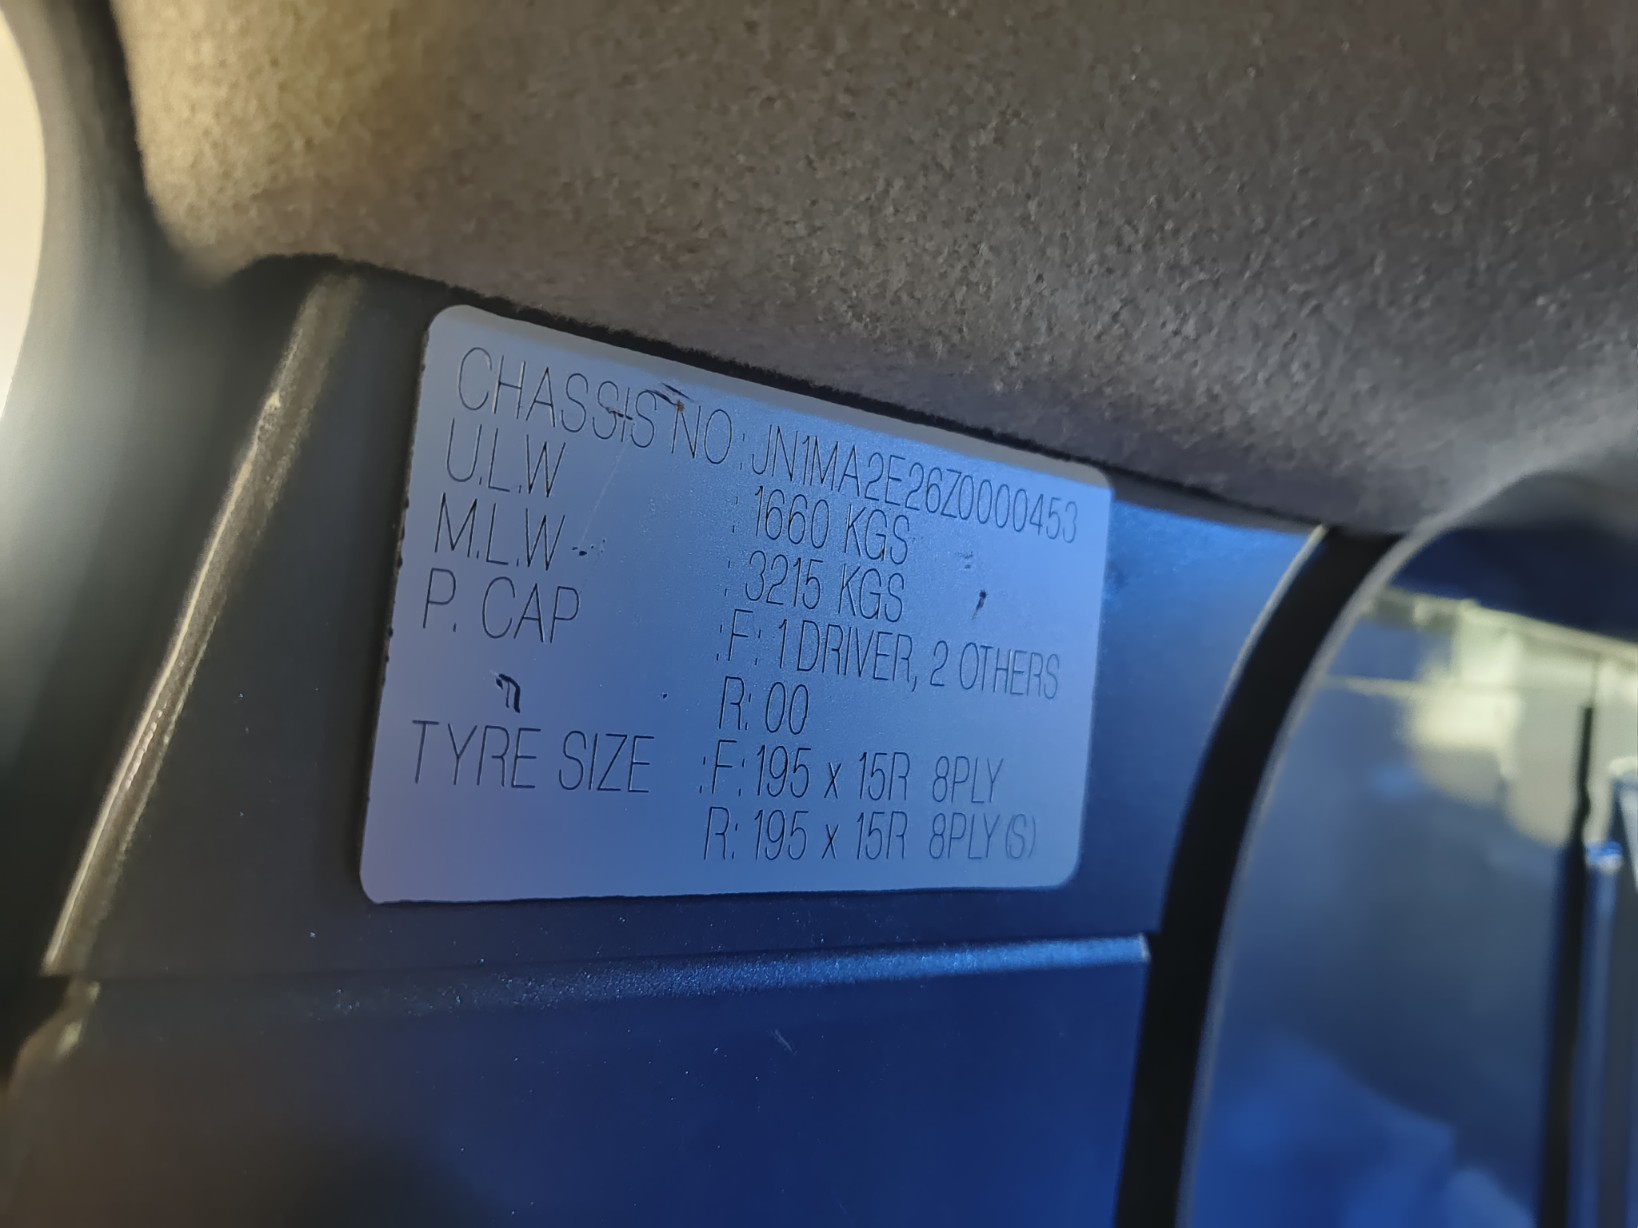 CHASSIS NO: JN1MA2E26Z0000453
U.L.W : 1660 KGS
M.L.W : 3215 KGS
P. CAP :F: 1 DRIVER, 2 OTHERS
R: 00
TYRE SIZE :F: 195 x 15R 8PLY
R: 195 x 15R 8PLY (S)